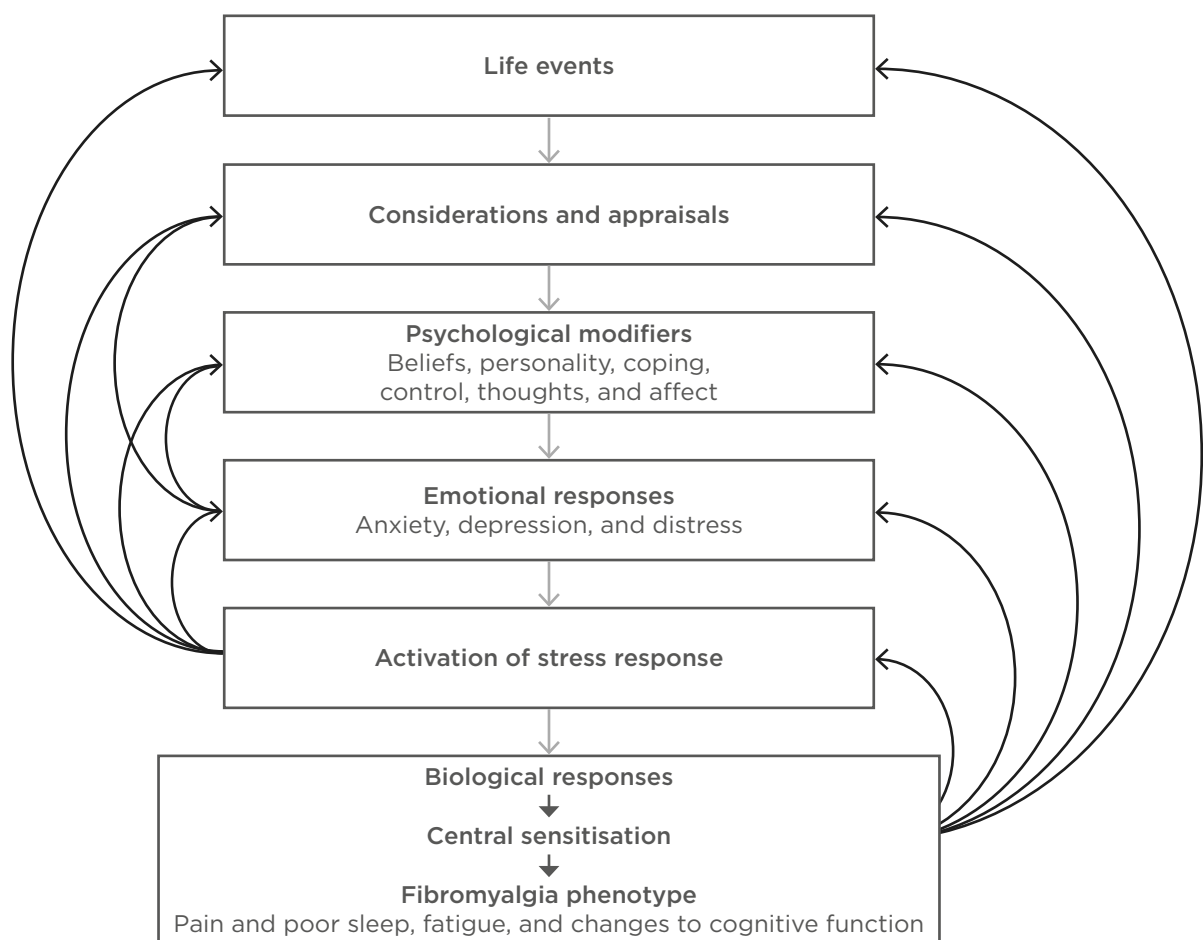 Life events
Considerations and appraisals
Psychological modifiers
Beliefs, personality, coping,
control, thoughts, and affect
Emotional responses
Anxiety, depression, and distress
Activation of stress response
Biological responses
Central sensitisation
Fibromyalgia phenotype
Pain and poor sleep, fatigue, and changes to cognitive function